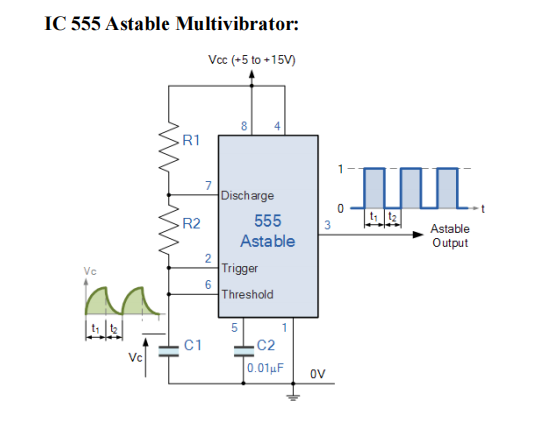 IC 555 Astable Multivibrator:
Vcc (+5 to +15V)
8
4
R1
7
Discharge
1
0
t
t₁
t₂
R2
555
Astable
3
Astable
Output
2
Trigger
6
Threshold
Vc
t₁
t₂
Vc
C1
5
1
C2
0.01µF
0V